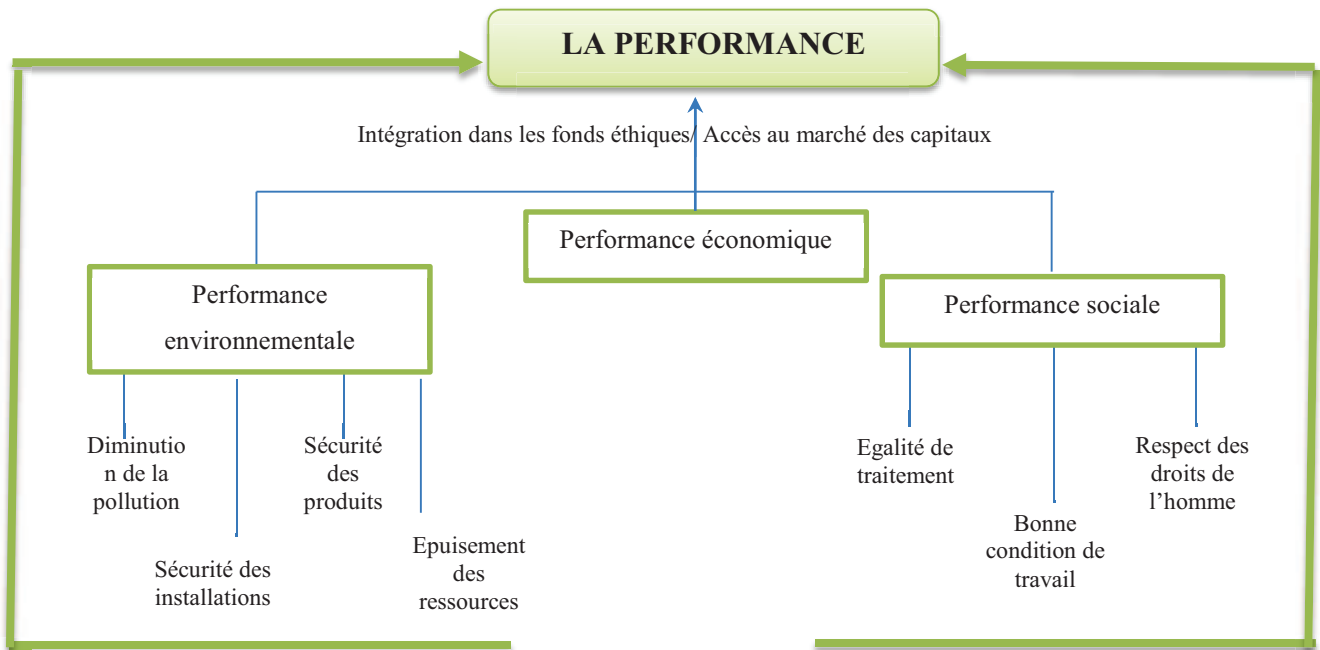 LA PERFORMANCE
Intégration dans les fonds éthiques/ Accès au marché des capitaux
Performance économique
Performance
environnementale
Performance sociale
Diminutio
n de la
pollution
Sécurité des
installations
Sécurité
des
produits
Epuisement
des
ressources
Egalité de
traitement
Bonne
condition de
travail
Respect des
droits de
l’homme